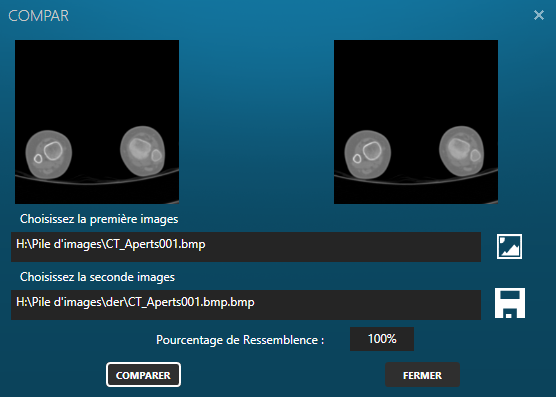 COMPAR
Choisissez la première images
H:\Pile d'images\CT_Aperts001.bmp
Choisissez la seconde images
H:\Pile d'images\der\CT_Aperts001.bmp.bmp
Pourcentage de Ressemblence : 100%
COMPARER FERMER